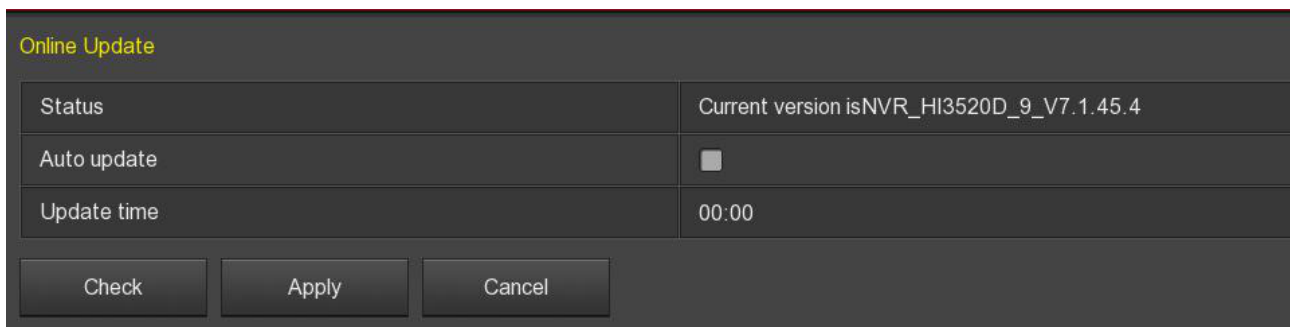 Online Update
Status Current version isNVR_HI3520D_9_V7.1.45.4
Auto update
Update time 00:00
Check Apply Cancel